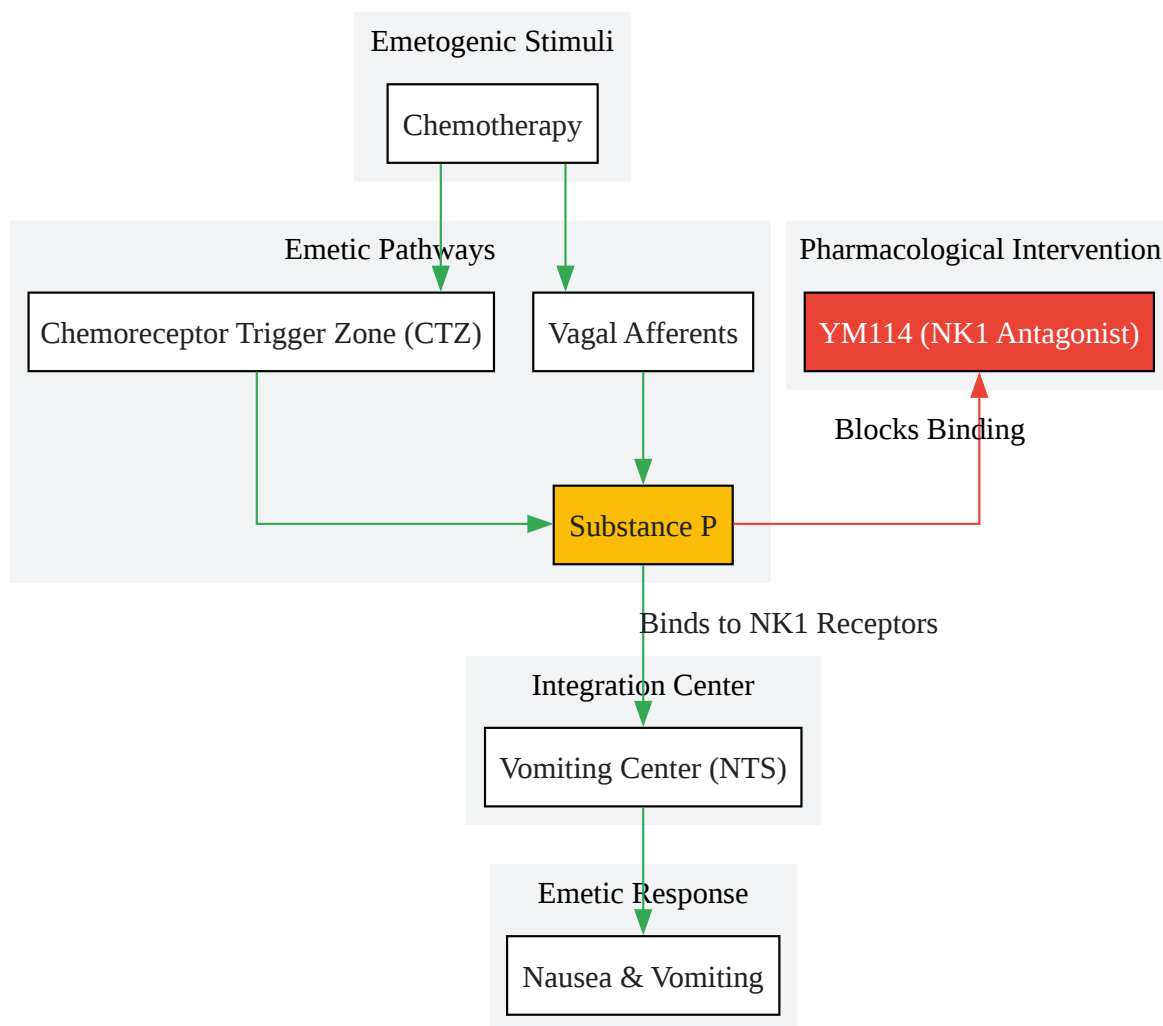 Emetogenic Stimuli
Chemotherapy
Emetic Pathways
Pharmacological Intervention
Chemoreceptor Trigger Zone (CTZ)
Vagal Afferents
YM114 (NK1 Antagonist)
Blocks Binding
Substance P
Binds to NK1 Receptors
Integration Center
Vomiting Center (NTS)
Emetic Response
Nausea & Vomiting